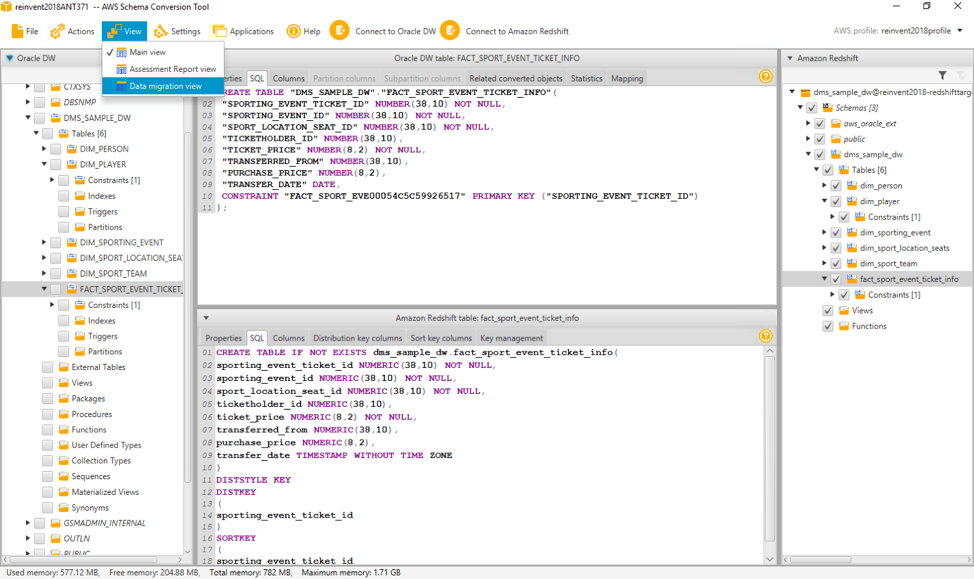 reinvent2018ANT371 -- AWS Schema Conversion Tool
File Actions View Settings Applications Help Connect to Oracle DW Connect to Amazon Redshift AWS profile: reinvent2018profile
Main view
Assessment Report view
Data migration view
Oracle DW
CTXSYS
DBSNMP
DMS_SAMPLE_DW
Tables [6]
DIM_PERSON
DIM_PLAYER
Constraints [1]
Indexes
Triggers
Partitions
DIM_SPORTING_EVENT
DIM_SPORT_LOCATION_SEA
DIM_SPORT_TEAM
FACT_SPORT_EVENT_TICKET_
Constraints [1]
Indexes
Triggers
Partitions
External Tables
Views
Packages
Procedures
Functions
User Defined Types
Collection Types
Sequences
Materialized Views
Synonyms
GSMADMIN_INTERNAL
OUTLN
PUBLIC
Oracle DW table: FACT_SPORT_EVENT_TICKET_INFO
erties SQL Columns Partition columns Subpartition columns Related converted objects Statistics Mapping
REATE TABLE "DMS_SAMPLE_DW"."FACT_SPORT_EVENT_TICKET_INFO"(
02 "SPORTING_EVENT_TICKET_ID" NUMBER(38,10) NOT NULL,
03 "SPORTING_EVENT_ID" NUMBER(38,10) NOT NULL,
04 "SPORT_LOCATION_SEAT_ID" NUMBER(38,10) NOT NULL,
05 "TICKETHOLDER_ID" NUMBER(38,10),
06 "TICKET_PRICE" NUMBER(8,2) NOT NULL,
07 "TRANSFERRED_FROM" NUMBER(38,10),
08 "PURCHASE_PRICE" NUMBER(8,2),
09 "TRANSFER_DATE" DATE,
10 CONSTRAINT "FACT_SPORT_EVE00054C5C59926517" PRIMARY KEY ("SPORTING_EVENT_TICKET_ID")
11 );
Amazon Redshift table: fact_sport_event_ticket_info
Properties SQL Columns Distribution key columns Sort key columns Key management
01 CREATE TABLE IF NOT EXISTS dms_sample_dw.fact_sport_event_ticket_info(
02 sporting_event_ticket_id NUMERIC(38,10) NOT NULL,
03 sporting_event_id NUMERIC(38,10) NOT NULL,
04 sport_location_seat_id NUMERIC(38,10) NOT NULL,
05 ticketholder_id NUMERIC(38,10),
06 ticket_price NUMERIC(8,2) NOT NULL,
07 transferred_from NUMERIC(38,10),
08 purchase_price NUMERIC(8,2),
09 transfer_date TIMESTAMP WITHOUT TIME ZONE
10 )
11 DISTSTYLE KEY
12 DISTKEY
13 (
14 sporting_event_ticket_id
15 )
16 SORTKEY
17 (
18 sporting_event_ticket_id
Amazon Redshift
dms_sample_dw@reinvent2018-redshifttarg
Schemas [3]
aws_oracle_ext
public
dms_sample_dw
Tables [6]
dim_person
dim_player
Constraints [1]
dim_sporting_event
dim_sport_location_seats
dim_sport_team
fact_sport_event_ticket_info
Constraints [1]
Views
Functions
Used memory: 577.12 MB, Free memory: 204.88 MB, Total memory: 782 MB, Maximum memory: 1.71 GB